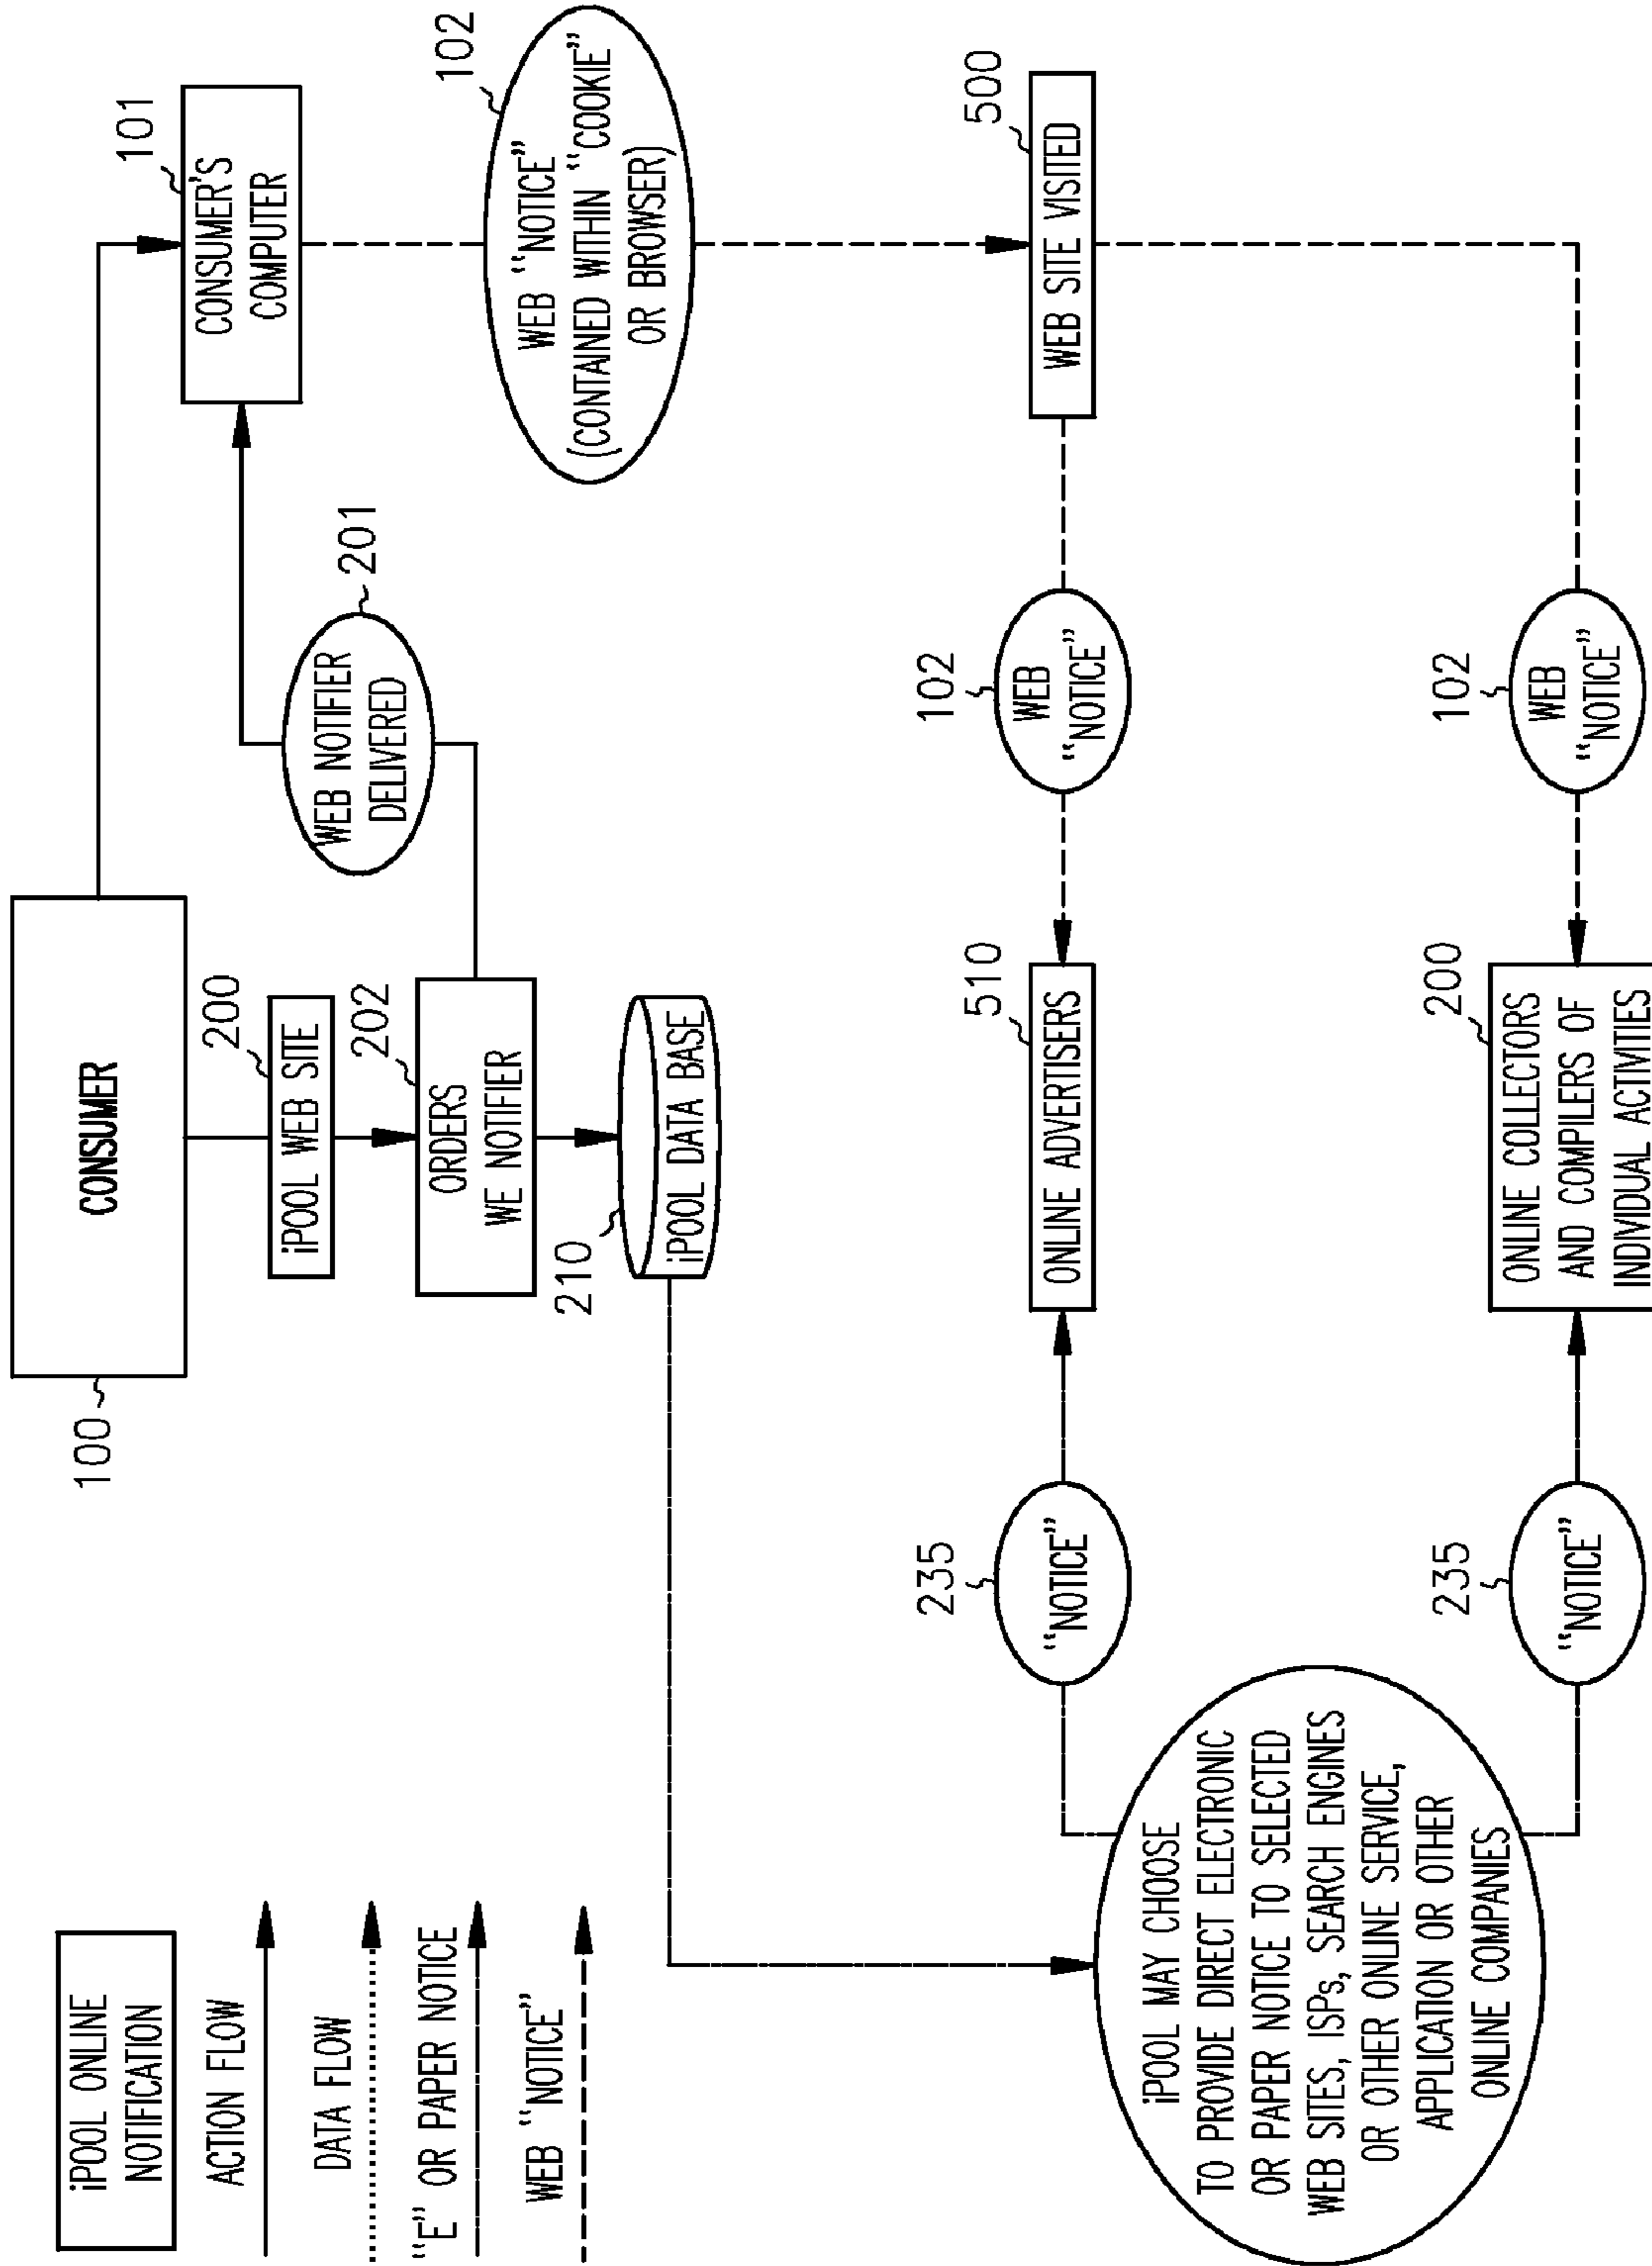 iPOOL ONLINE
NOTIFICATION
ACTION FLOW
DATA FLOW
"E" OR PAPER NOTICE
WEB "NOTICE"
100
CONSUMER
200
iPOOL WEB SITE
202
ORDERS
WE NOTIFIER
210
iPOOL DATA BASE
201
WEB NOTIFIER
DELIVERED
101
CONSUMER'S
COMPUTER
102
WEB "NOTICE"
(CONTAINED WITHIN "COOKIE"
OR BROWSER)
iPOOL MAY CHOOSE
TO PROVIDE DIRECT ELECTRONIC
OR PAPER NOTICE TO SELECTED
WEB SITES, ISPs, SEARCH ENGINES
OR OTHER ONLINE SERVICE,
APPLICATION OR OTHER
ONLINE COMPANIES
235
"NOTICE"
510
ONLINE ADVERTISERS
102
WEB
"NOTICE"
500
WEB SITE VISITED
235
"NOTICE"
200
ONLINE COLLECTORS
AND COMPILERS OF
INDIVIDUAL ACTIVITIES
102
WEB
"NOTICE"